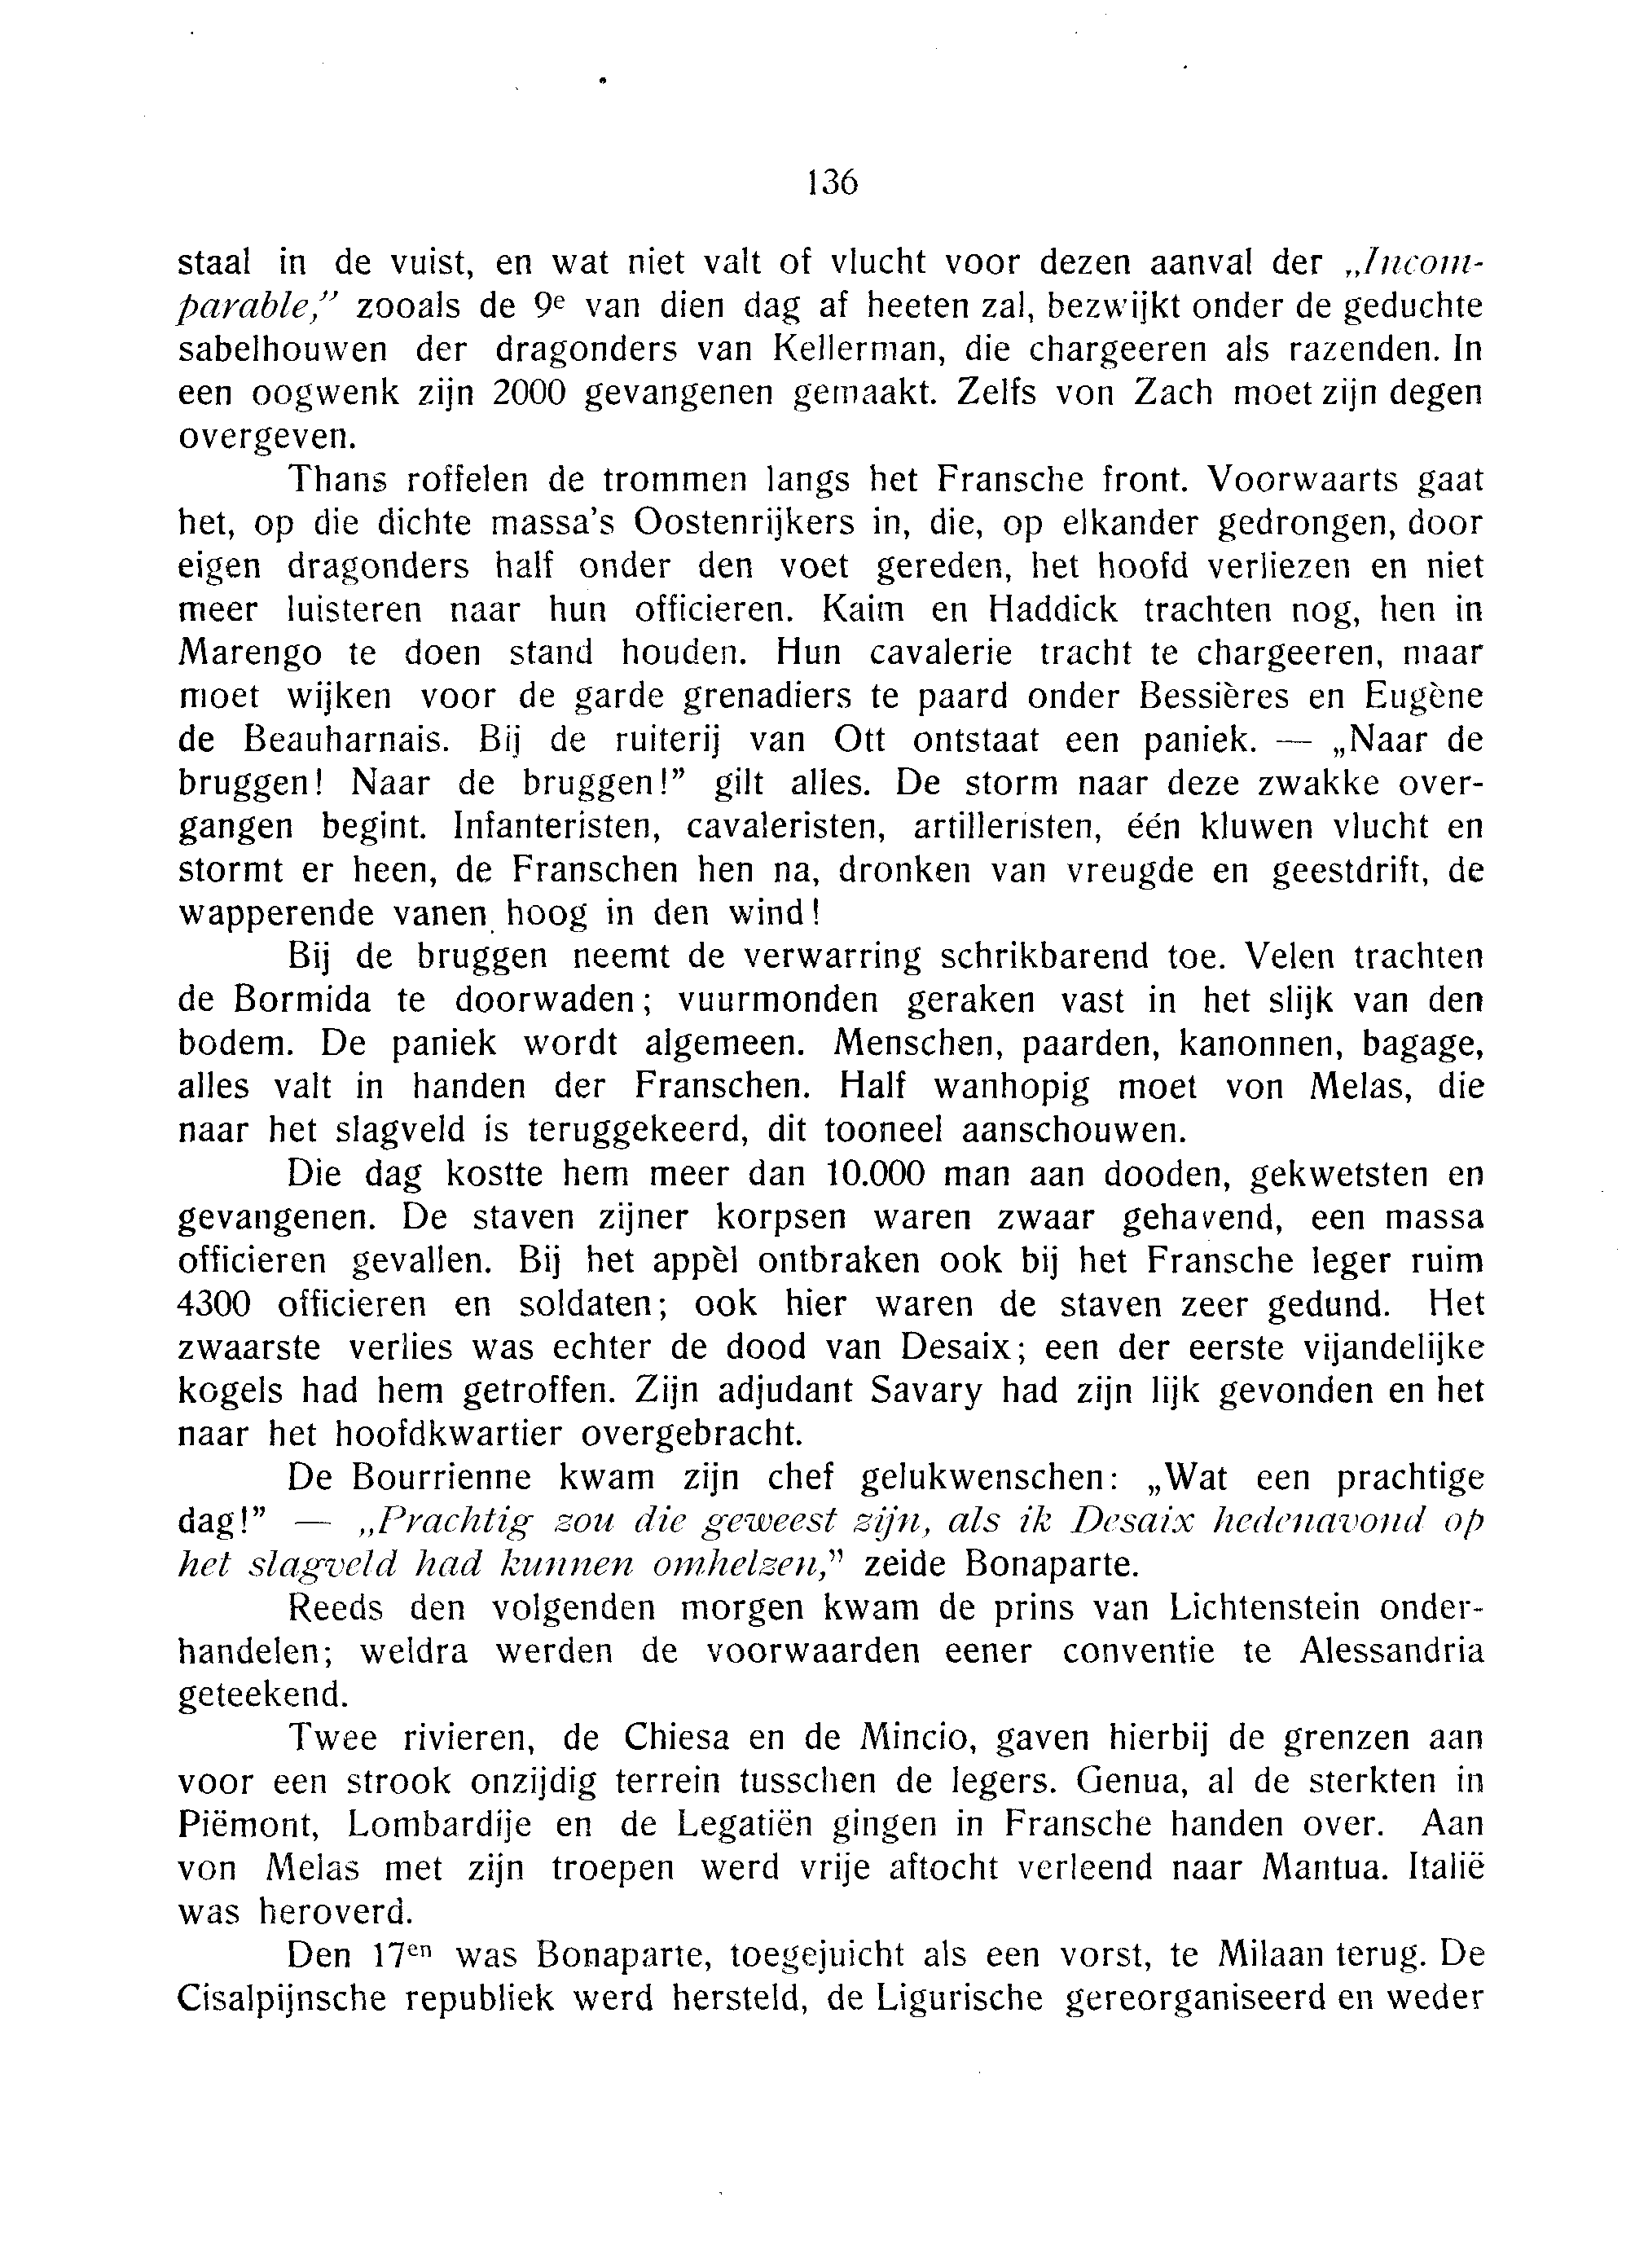 136
staal in de vuist, en wat niet valt of vlucht voor dezen aanval der „Incom-
parable,” zooals de 9e van dien dag af heeten zal, bezwijkt onder de geduchte
sabelhouwen der dragonders van Kellerman, die chargeeren als razenden. In
een oogwenk zijn 2000 gevangenen gemaakt. Zelfs von Zach moet zijn degen
overgeven.
Thans roffelen de trommen langs het Fransche front. Voorwaarts gaat
het, op die dichte massa's Oostenrijkers in, die, op elkander gedrongen, door
eigen dragonders half onder den voet gereden, het hoofd verliezen en niet
meer luisteren naar hun officieren. Kaim en Haddick trachten nog, hen in
Marengo te doen stand houden. Hun cavalerie tracht te chargeeren, maar
moet wijken voor de garde grenadiers te paard onder Bessières en Eugène
de Beauharnais. Bij de ruiterij van Ott ontstaat een paniek. — „Naar de
bruggen! Naar de bruggen!” gilt alles. De storm naar deze zwakke over-
gangen begint. Infanteristen, cavaleristen, artilleristen, één kluwen vlucht en
stormt er heen, de Franschen hen na, dronken van vreugde en geestdrift, de
wapperende vanen hoog in den wind!
Bij de bruggen neemt de verwarring schrikbarend toe. Velen trachten
de Bormida te doorwaden; vuurmonden geraken vast in het slijk van den
bodem. De paniek wordt algemeen. Menschen, paarden, kanonnen, bagage,
alles valt in handen der Franschen. Half wanhopig moet von Melas, die
naar het slagveld is teruggekeerd, dit tooneel aanschouwen.
Die dag kostte hem meer dan 10.000 man aan dooden, gekwetsten en
gevangenen. De staven zijner korpsen waren zwaar gehavend, een massa
officieren gevallen. Bij het appèl ontbraken ook bij het Fransche leger ruim
4300 officieren en soldaten; ook hier waren de staven zeer gedund. Het
zwaarste verlies was echter de dood van Desaix; een der eerste vijandelijke
kogels had hem getroffen. Zijn adjudant Savary had zijn lijk gevonden en het
naar het hoofdkwartier overgebracht.
De Bourrienne kwam zijn chef gelukwenschen: „Wat een prachtige
dag!” — „Prachtig zou die geweest zijn, als ik Desaix hedenavond op
het slagveld had kunnen omhelzen,” zeide Bonaparte.
Reeds den volgenden morgen kwam de prins van Lichtenstein onder-
handelen; weldra werden de voorwaarden eener conventie te Alessandria
geteekend.
Twee rivieren, de Chiesa en de Mincio, gaven hierbij de grenzen aan
voor een strook onzijdig terrein tusschen de legers. Genua, al de sterkten in
Piëmont, Lombardije en de Legatiën gingen in Fransche handen over. Aan
von Melas met zijn troepen werd vrije aftocht verleend naar Mantua. Italië
was heroverd.
Den 17en was Bonaparte, toegejuicht als een vorst, te Milaan terug. De
Cisalpijnsche republiek werd hersteld, de Ligurische gereorganiseerd en weder